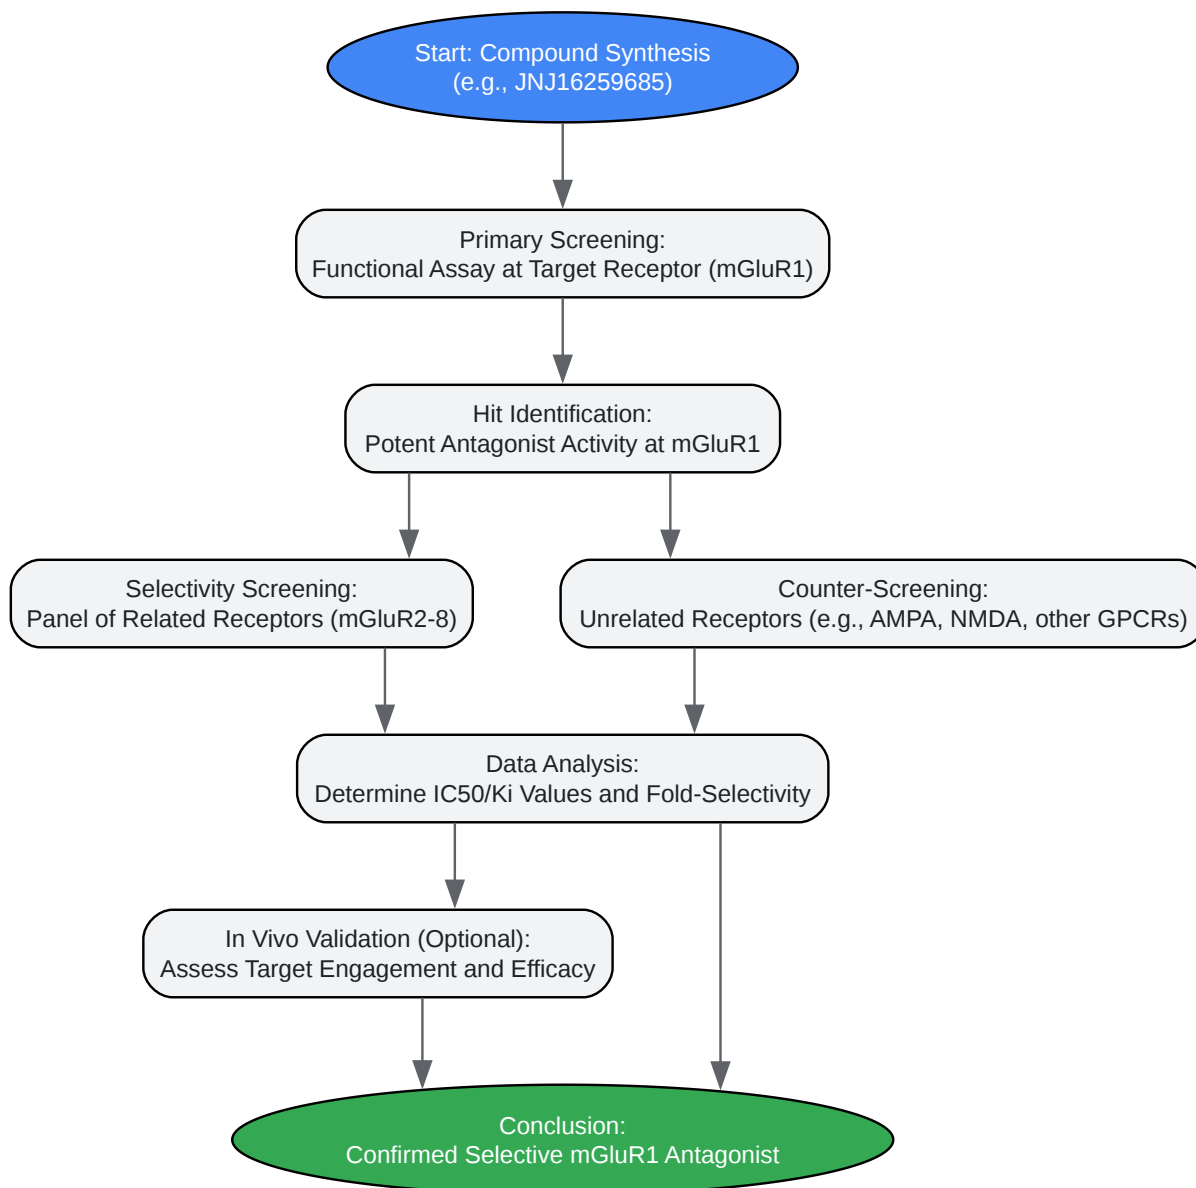 Start: Compound Synthesis
(e.g., JNJ16259685)
Primary Screening:
Functional Assay at Target Receptor (mGluR1)
Hit Identification:
Potent Antagonist Activity at mGluR1
Selectivity Screening:
Panel of Related Receptors (mGluR2-8)
Counter-Screening:
Unrelated Receptors (e.g., AMPA, NMDA, other GPCRs)
Data Analysis:
Determine IC50/Ki Values and Fold-Selectivity
In Vivo Validation (Optional):
Assess Target Engagement and Efficacy
Conclusion:
Confirmed Selective mGluR1 Antagonist